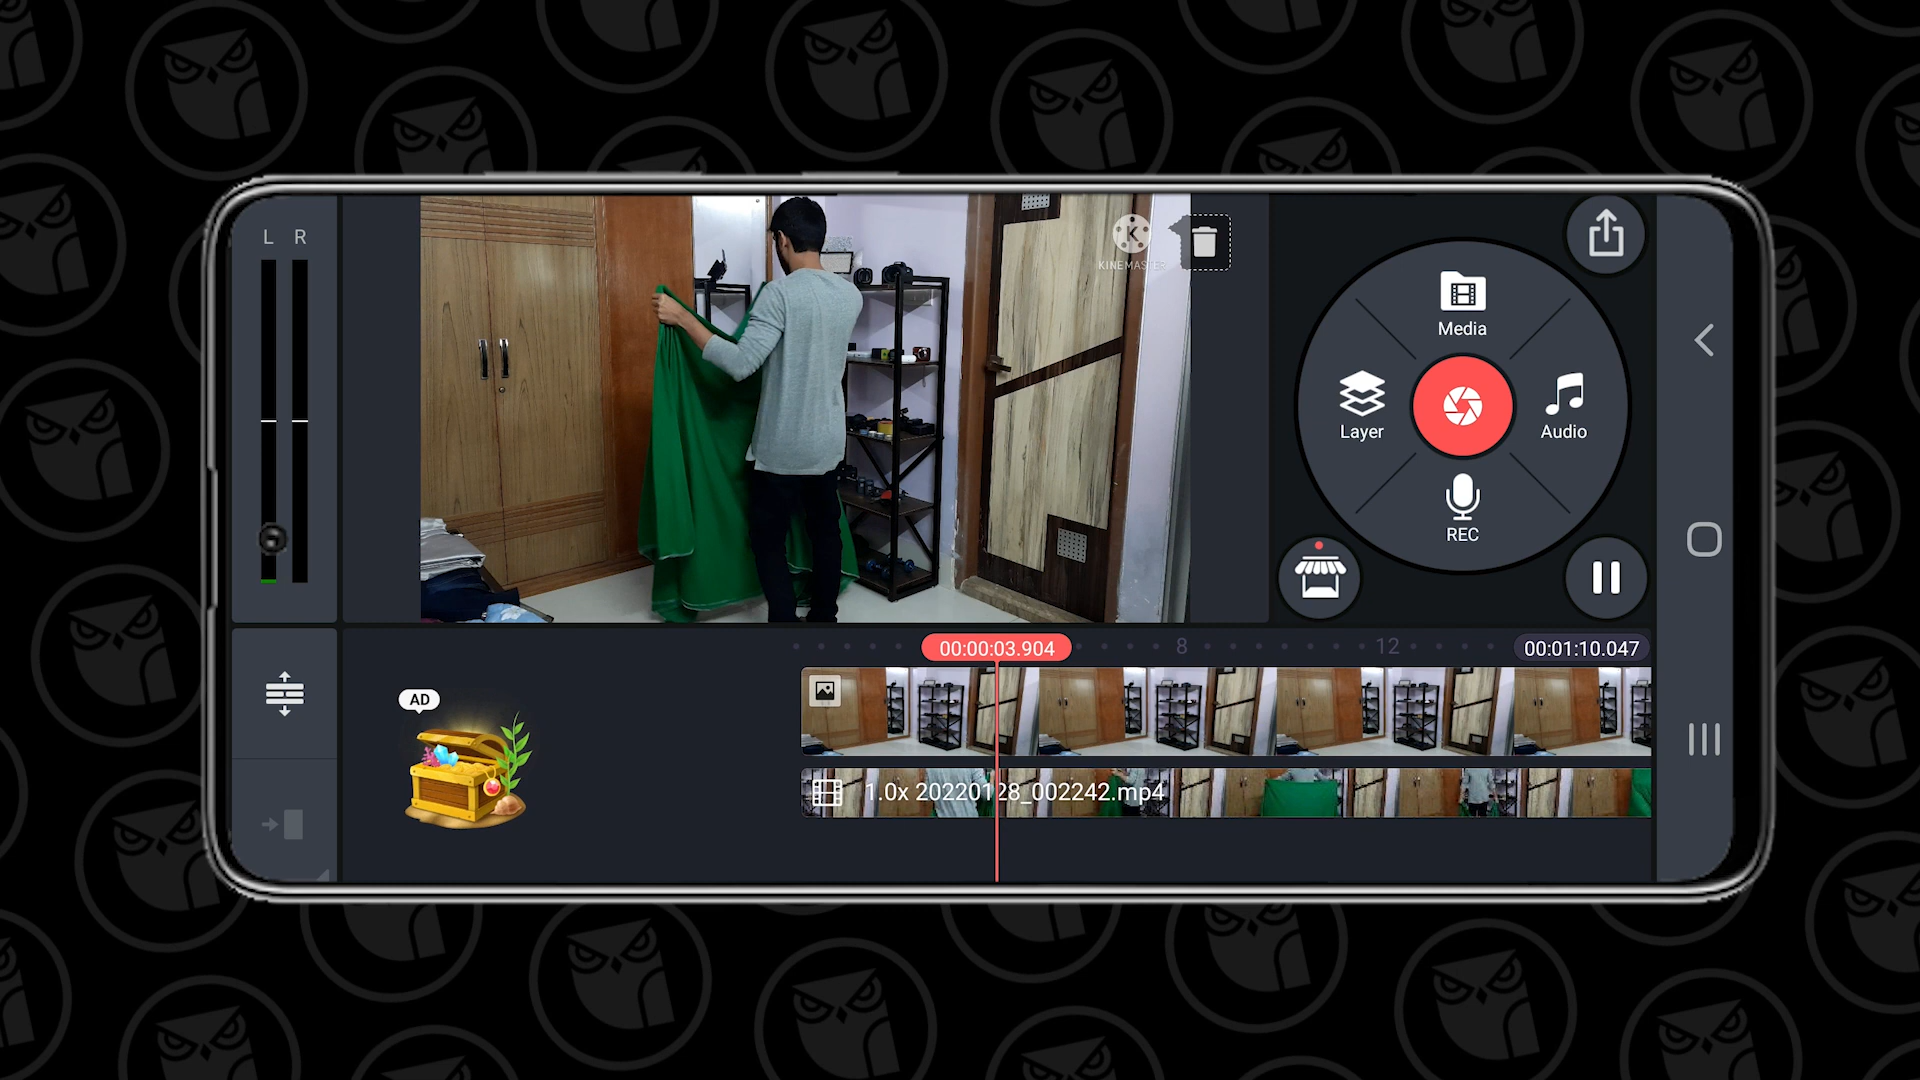 L R
KINEMASTER
Media
Layer
Audio
REC
00:00:03.904
8
12
00:01:10.047
AD
1.0x 20220128_002242.mp4